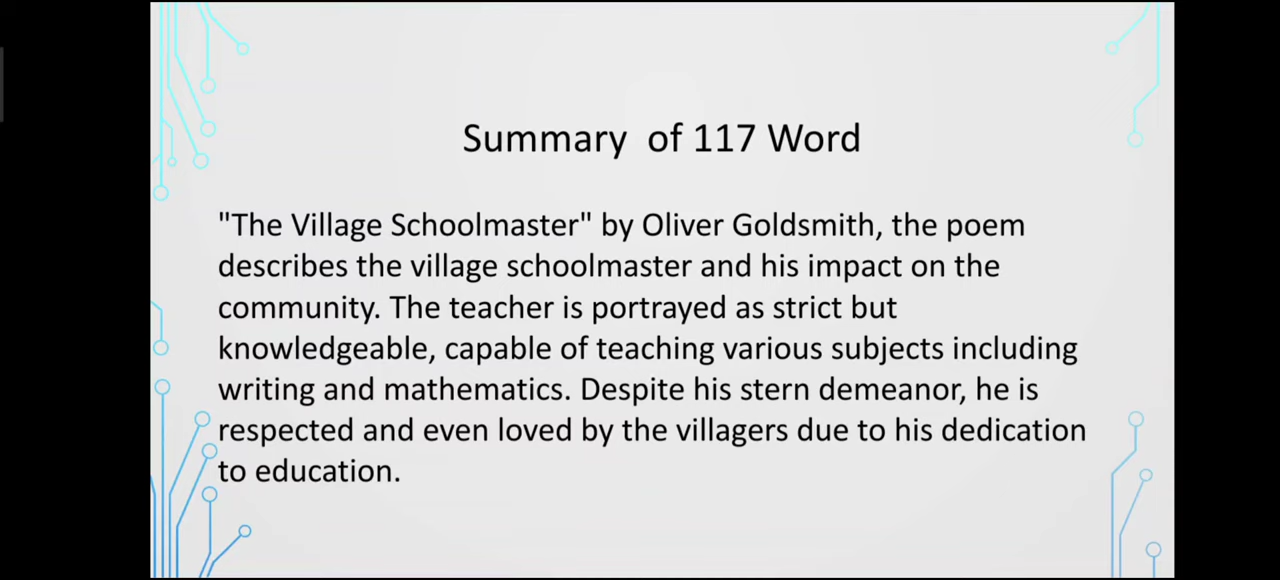 Summary  of 117 Word
"The Village Schoolmaster" by Oliver Goldsmith, the poem
describes the village schoolmaster and his impact on the
community. The teacher is portrayed as strict but
knowledgeable, capable of teaching various subjects including
writing and mathematics. Despite his stern demeanor, he is
respected and even loved by the villagers due to his dedication
to education.